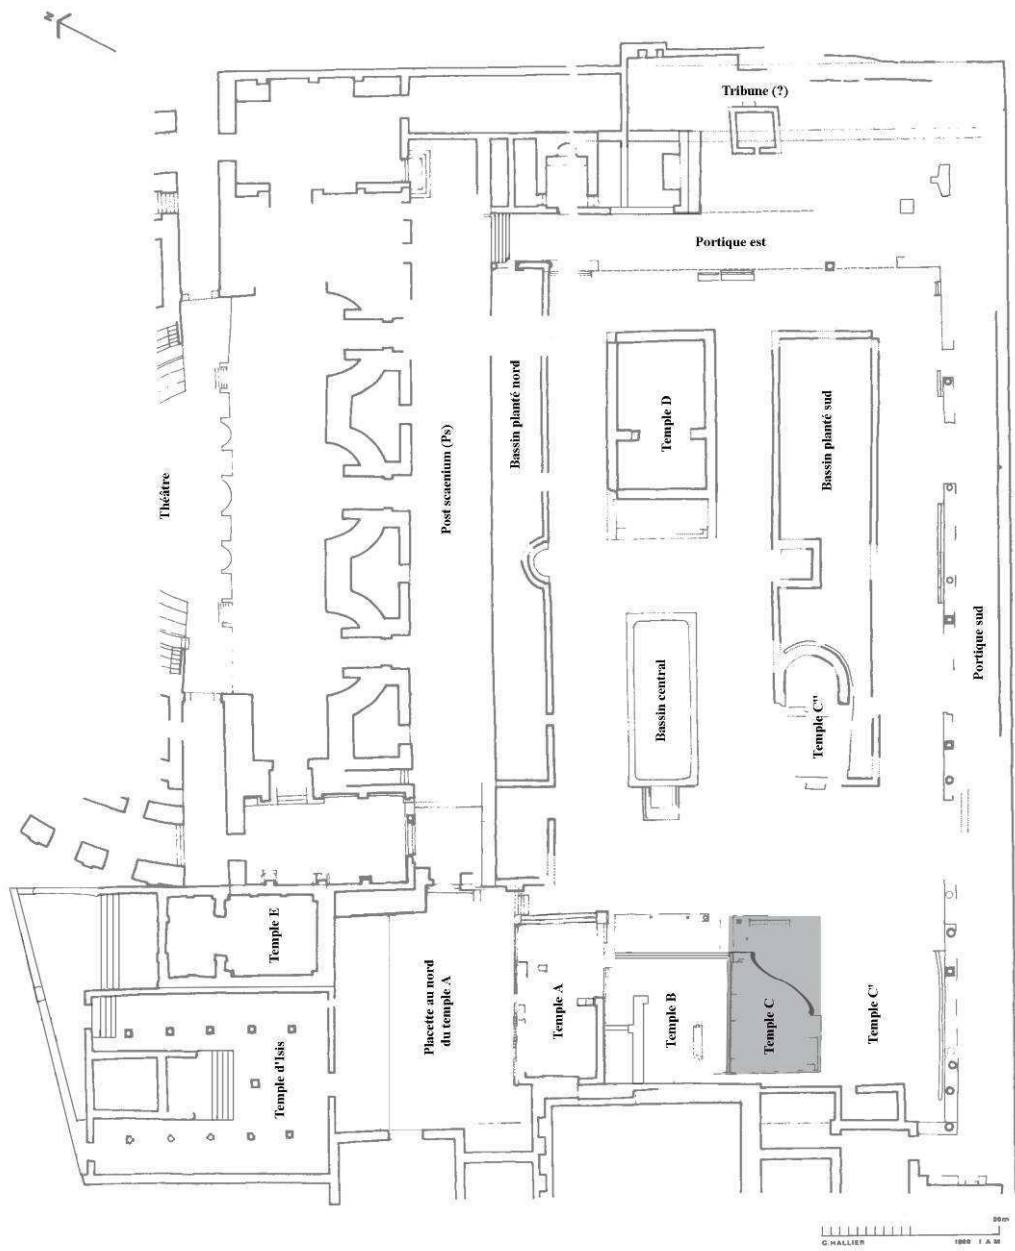 N
Tribune (?)
Portique est
Théâtre
Post scaenium (Ps)
Bassin planté nord
Temple D
Bassin planté sud
Portique sud
Bassin central
Temple C"
Temple E
Temple d'Isis
Placette au nord
du temple A
Temple A
Temple B
Temple C
Temple C'
20m
G.HALLIER
1988 I A M